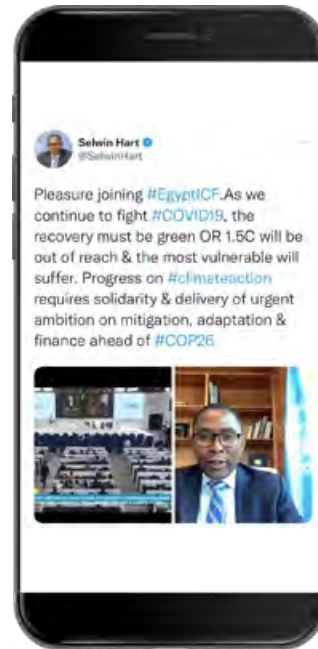 Selwin Hart
@SelwinHart
Pleasure joining #EgyptICF.As we
continue to fight #COVID19, the
recovery must be green OR 1.5C will be
out of reach & the most vulnerable will
suffer. Progress on #climateaction
requires solidarity & delivery of urgent
ambition on mitigation, adaptation &
finance ahead of #COP26